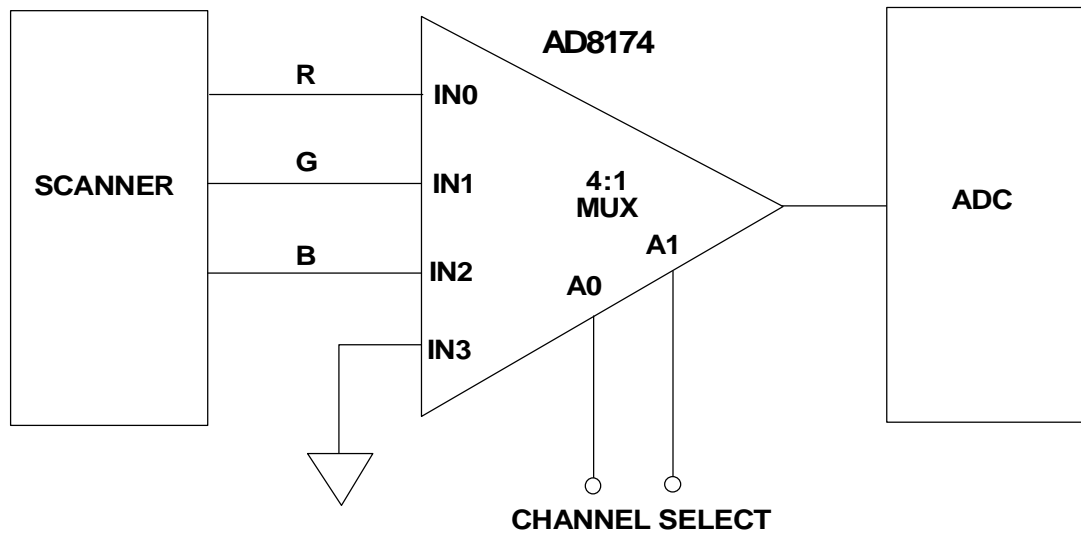 AD8174
R
IN0
G
IN1
SCANNER
4:1
MUX
ADC
B
IN2
A1
A0
IN3
CHANNEL SELECT